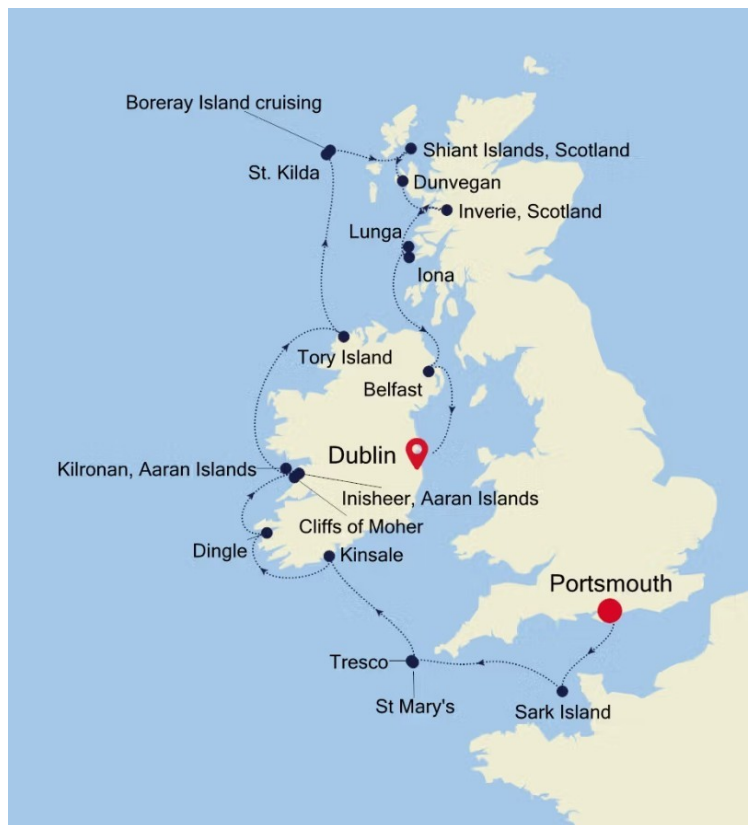 Boreray Island cruising
Shiant Islands, Scotland
St. Kilda
Dunvegan
Inverie, Scotland
Lunga
Iona
Tory Island
Belfast
Dublin
Kilronan, Aaran Islands
Inisheer, Aaran Islands
Cliffs of Moher
Dingle
Kinsale
Portsmouth
Tresco
St Mary's
Sark Island